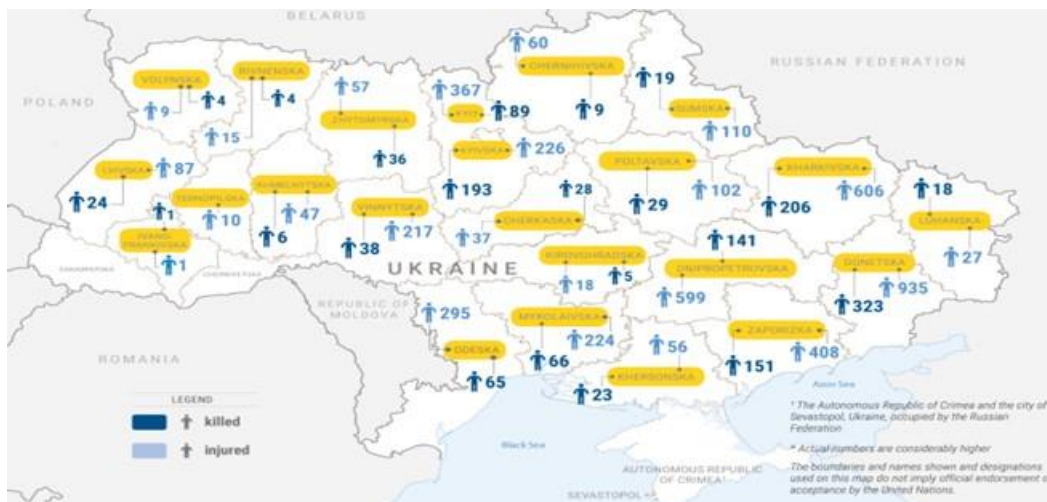 BELARUS
60
CHERNIHIVSKA
9
19
SUMSKA
110
RUSSIAN FEDERATION
POLAND
VOLYNSKA
9
4
RIVNENSKA
4
15
57
ZHYTOMYRSKA
36
367
KYIV
89
KYIVSKA
226
193
LVIVSKA
87
24
TERNOPILSKA
10
1
IVANO-
FRANKIVSKA
1
KHMELNYTSKA
47
6
VINNYTSKA
217
38
28
CHERKASKA
37
POLTAVSKA
102
29
KHARKIVSKA
606
206
18
LUHANSKA
27
UKRAINE
KIROVOHRADSKA
5
18
141
DNIPROPETROVSKA
599
DONETSKA
935
323
REPUBLIC OF
MOLDOVA
295
ODESKA
65
MYKOLAIVSKA
224
66
56
KHERSONSKA
23
ZAPORIZKA
151
408
ROMANIA
LEGEND
killed
injured
Black Sea
Azov Sea
AUTONOMOUS REPUBLIC
OF CRIMEA¹
SEVASTOPOL
¹ The Autonomous Republic of Crimea and the city of
Sevastopol, Ukraine, occupied by the Russian
Federation
* Actual numbers are considerably higher
The boundaries and names shown and designations
used on this map do not imply official endorsement o
acceptance by the United Nations.